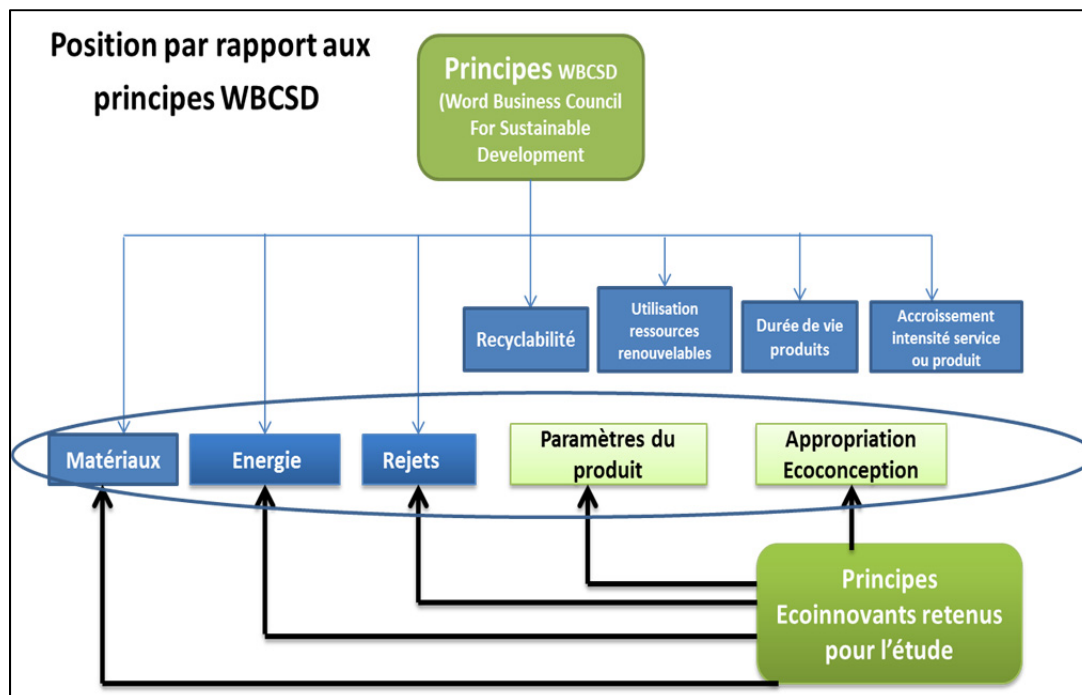 Position par rapport aux
principes WBCSD
Principes WBCSD
(Word Business Council
For Sustainable
Development
Recyclabilité
Utilisation
ressources
renouvelables
Durée de vie
produits
Accroissement
intensité service
ou produit
Matériaux
Energie
Rejets
Paramètres du
produit
Appropriation
Ecoconception
Principes
Ecoinnovants retenus
pour l'étude